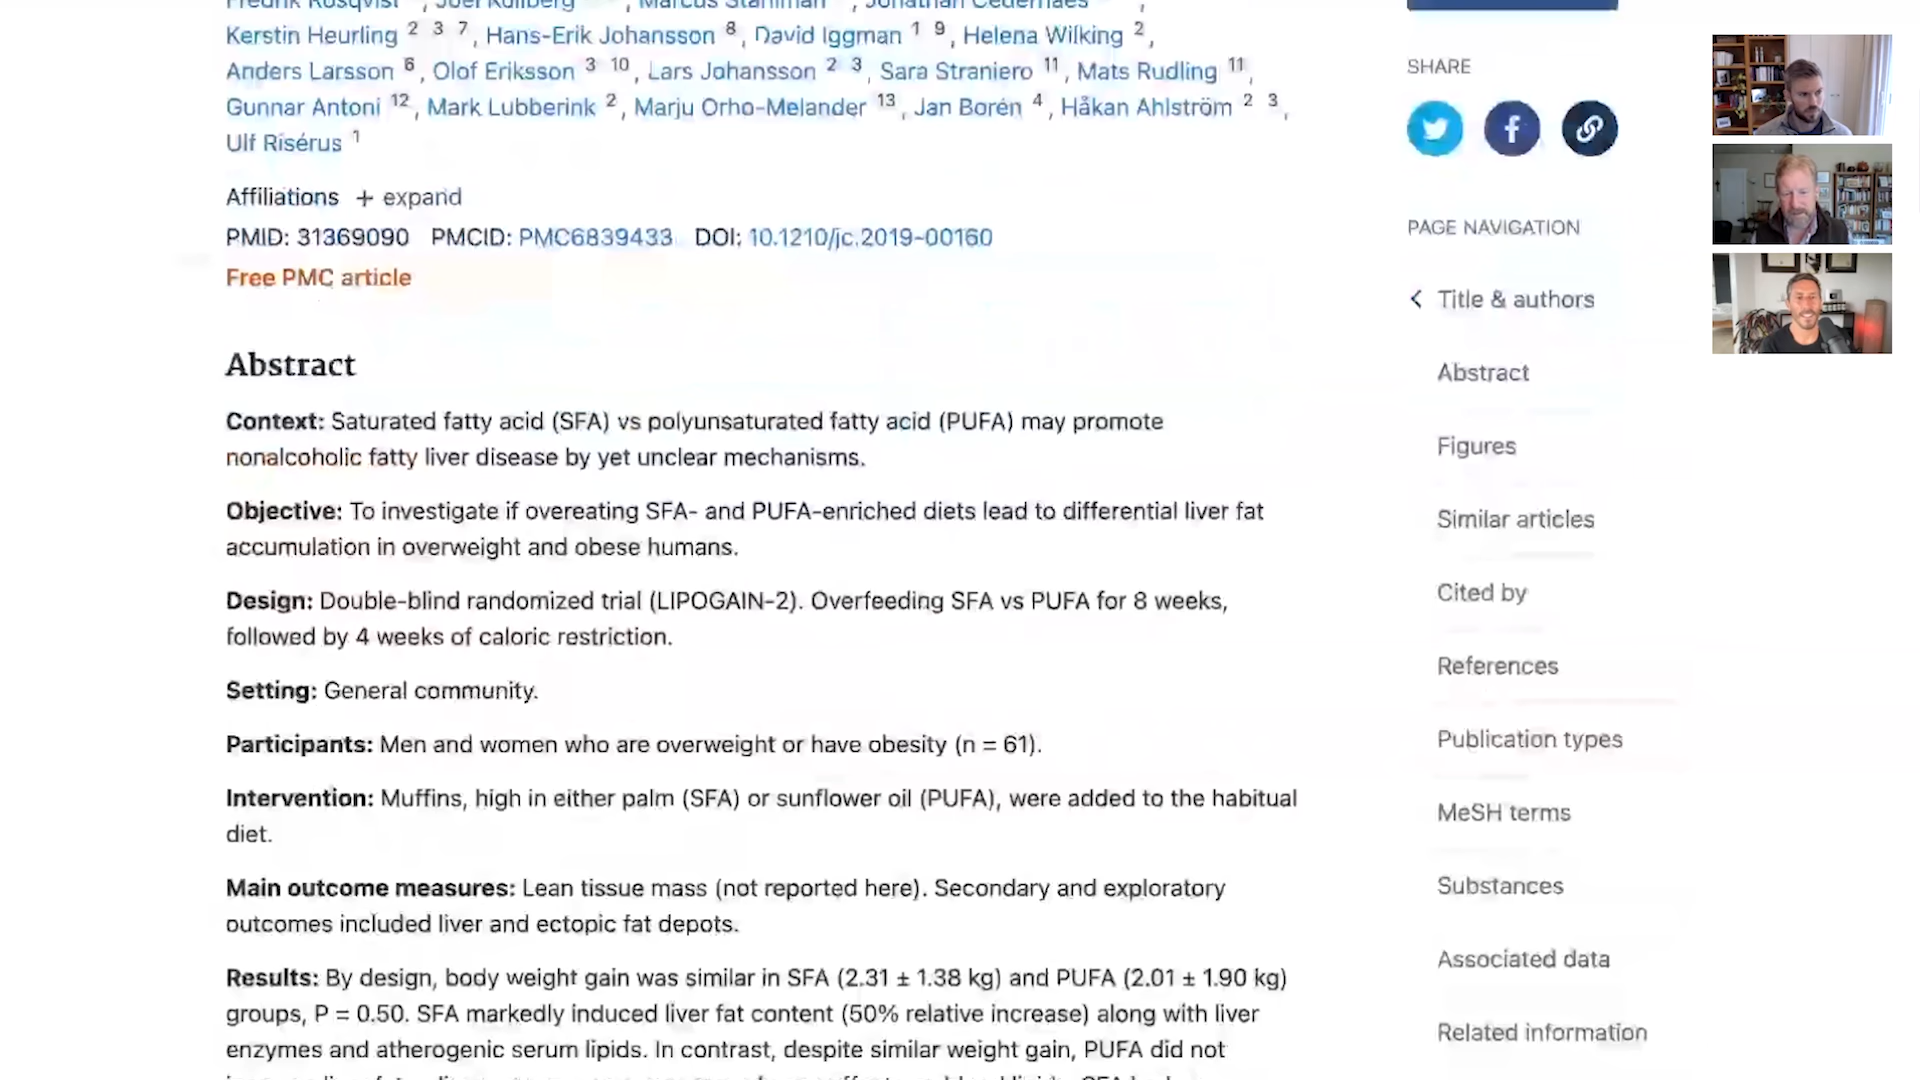 Fredrik Rosqvist , Joel Kullberg , Marcus Ståhlman , Jonathan Cedernaes ,
Kerstin Heurling 2 3 7, Hans-Erik Johansson 8, David Iggman 1 9, Helena Wilking 2,
Anders Larsson 6, Olof Eriksson 3 10, Lars Johansson 2 3, Sara Straniero 11, Mats Rudling 11,
Gunnar Antoni 12, Mark Lubberink 2, Marju Orho-Melander 13, Jan Borén 4, Håkan Ahlström 2 3,
Ulf Risérus 1
Affiliations + expand
PMID: 31369090 PMCID: PMC6839433 DOI: 10.1210/jc.2019-00160
Free PMC article
Abstract
Context: Saturated fatty acid (SFA) vs polyunsaturated fatty acid (PUFA) may promote
nonalcoholic fatty liver disease by yet unclear mechanisms.
Objective: To investigate if overeating SFA- and PUFA-enriched diets lead to differential liver fat
accumulation in overweight and obese humans.
Design: Double-blind randomized trial (LIPOGAIN-2). Overfeeding SFA vs PUFA for 8 weeks,
followed by 4 weeks of caloric restriction.
Setting: General community.
Participants: Men and women who are overweight or have obesity (n = 61).
Intervention: Muffins, high in either palm (SFA) or sunflower oil (PUFA), were added to the habitual
diet.
Main outcome measures: Lean tissue mass (not reported here). Secondary and exploratory
outcomes included liver and ectopic fat depots.
Results: By design, body weight gain was similar in SFA (2.31 ± 1.38 kg) and PUFA (2.01 ± 1.90 kg)
groups, P = 0.50. SFA markedly induced liver fat content (50% relative increase) along with liver
enzymes and atherogenic serum lipids. In contrast, despite similar weight gain, PUFA did not
SHARE
PAGE NAVIGATION
Title & authors
Abstract
Figures
Similar articles
Cited by
References
Publication types
MeSH terms
Substances
Associated data
Related information